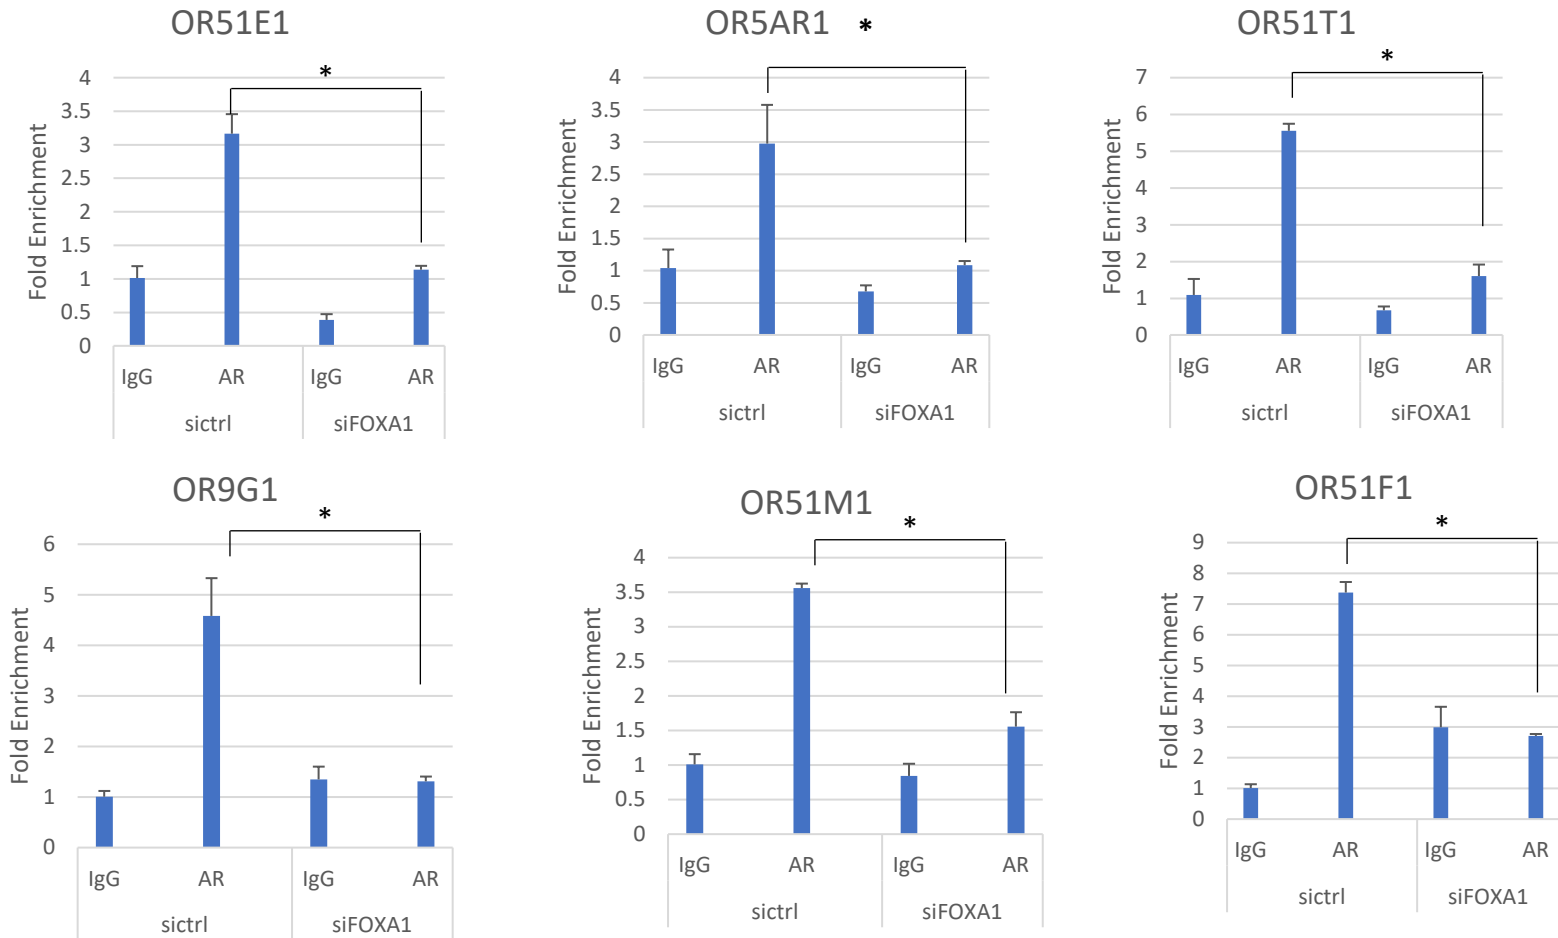 OR51E1
*
Fold Enrichment
4
3.5
3
2.5
2
1.5
1
0.5
0
IgG AR IgG AR
sictrl siFOXA1
OR5AR1 *
Fold Enrichment
4
3.5
3
2.5
2
1.5
1
0.5
0
IgG AR IgG AR
sictrl siFOXA1
OR51T1
*
Fold Enrichment
7
6
5
4
3
2
1
0
IgG AR IgG AR
sictrl siFOXA1
OR9G1
*
Fold Enrichment
6
5
4
3
2
1
0
IgG AR IgG AR
sictrl siFOXA1
OR51M1
*
Fold Enrichment
4
3.5
3
2.5
2
1.5
1
0.5
0
IgG AR IgG AR
sictrl siFOXA1
OR51F1
*
Fold Enrichment
9
8
7
6
5
4
3
2
1
0
IgG AR IgG AR
sictrl siFOXA1